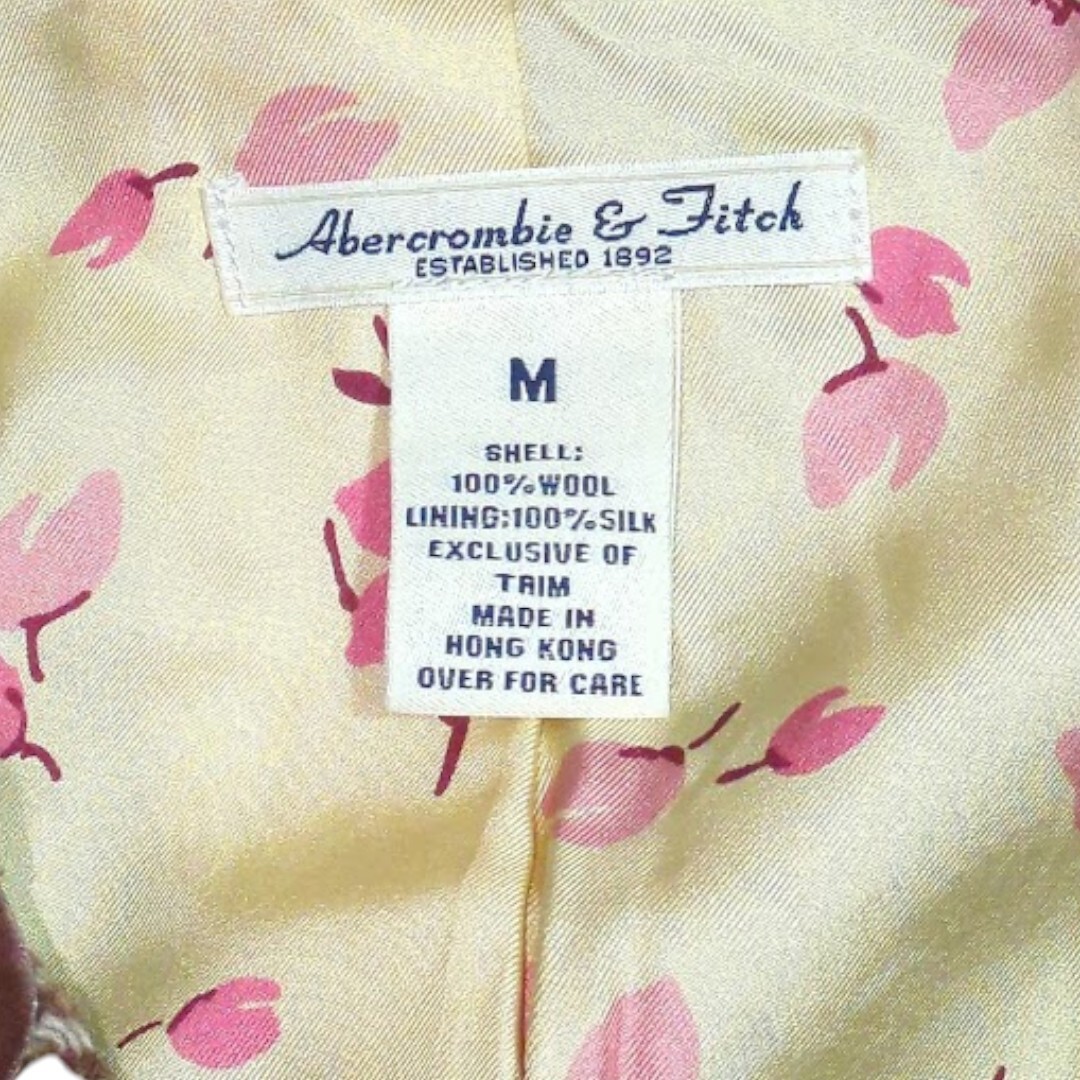 Abercrombie & Fitch
ESTABLISHED 1892
M
SHELL:
100%WOOL
LINING:100%SILK
EXCLUSIVE OF
TRIM
MADE IN
HONG KONG
OVER FOR CARE